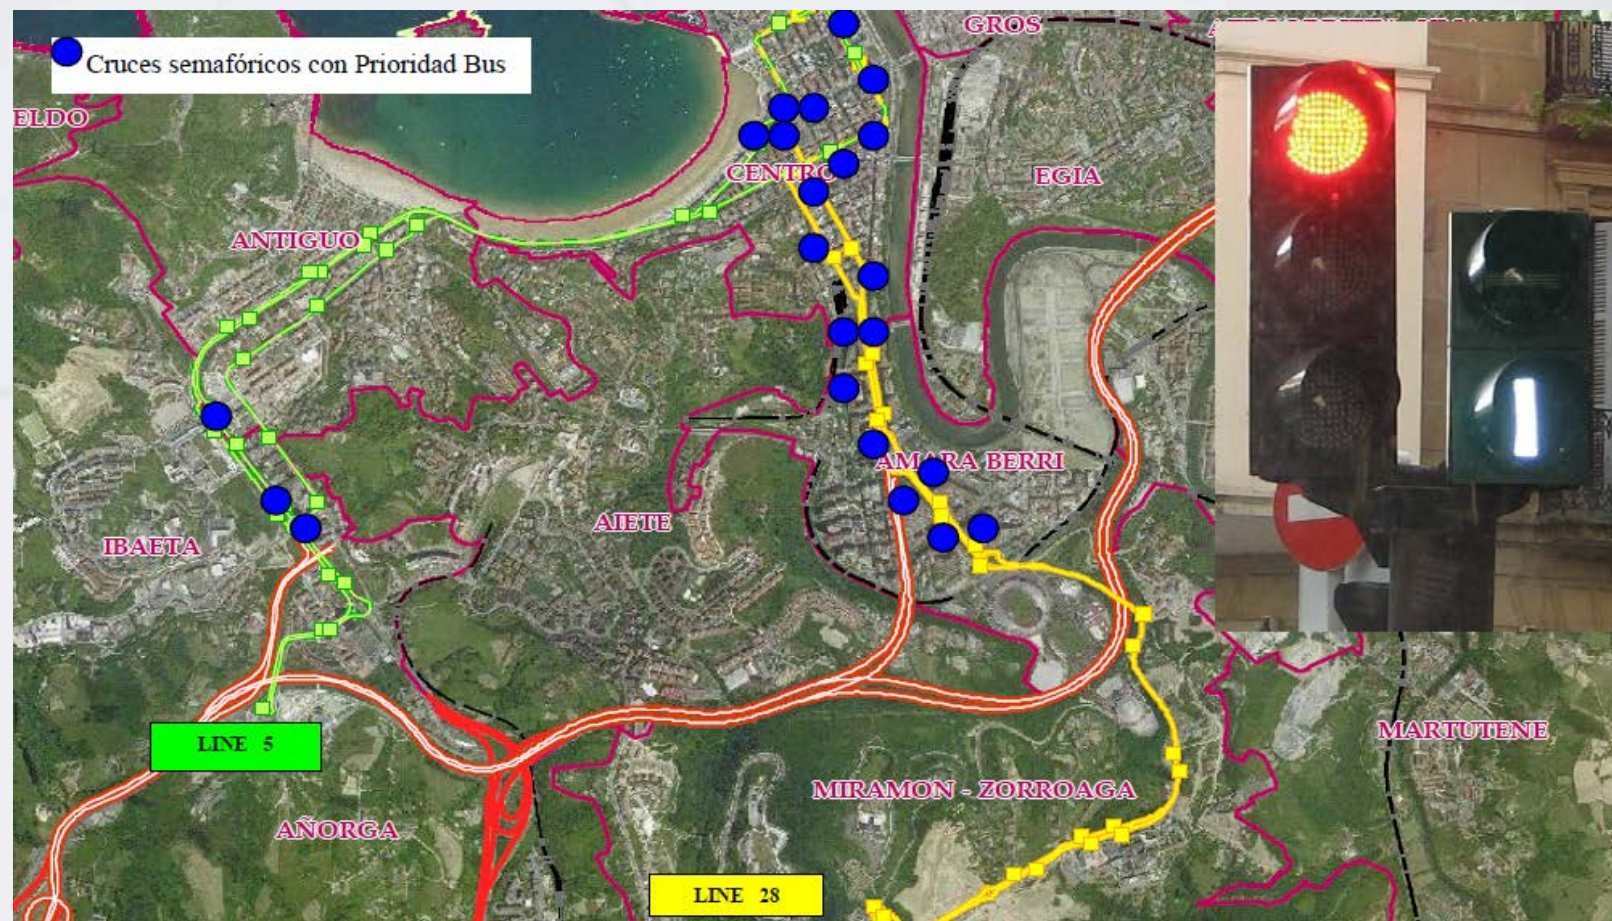 GROS
Cruces semafóricos con Prioridad Bus
ELDO
CENTRO
EGIA
ANTIGUO
AMARA BERRI
AIETE
IBAETA
LINE 5
MARTUTENE
MIRAMON - ZORROAGA
AÑORGA
LINE 28